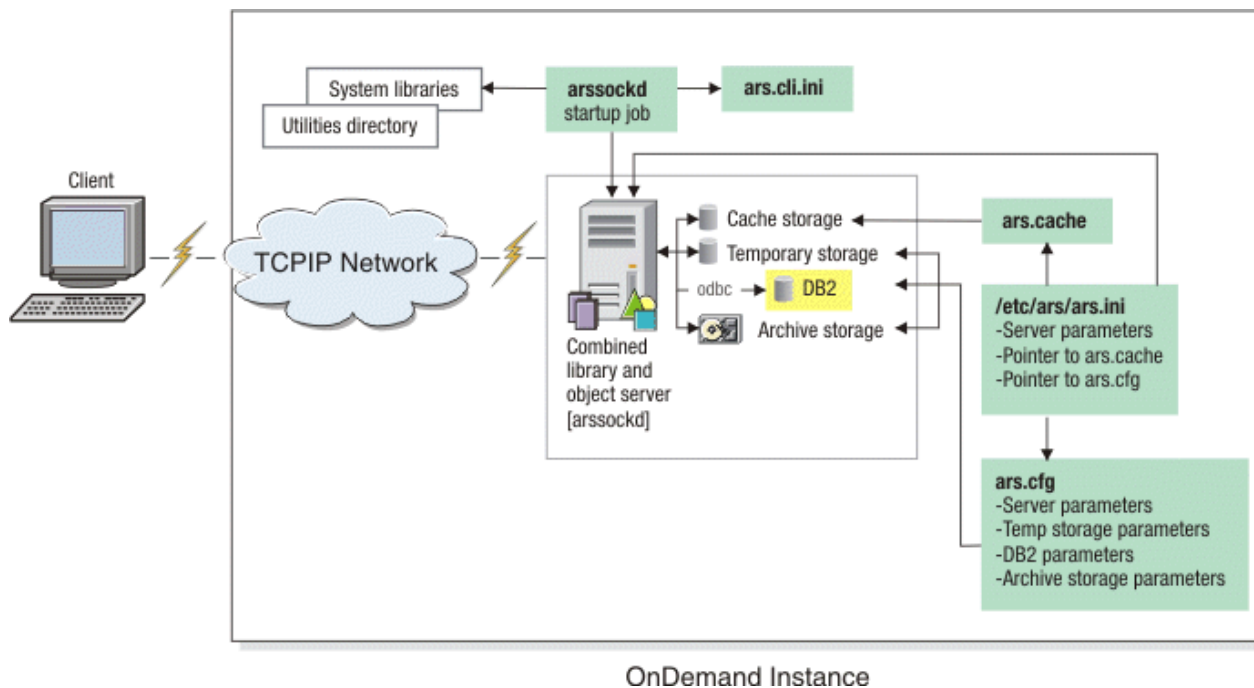 System libraries
Utilities directory
arssockd
startup job
ars.cli.ini
Client
TCPIP Network
Cache storage
Temporary storage
odbc
DB2
Archive storage
Combined
library and
object server
[arssockd]
ars.cache
/etc/ars/ars.ini
-Server parameters
-Pointer to ars.cache
-Pointer to ars.cfg
ars.cfg
-Server parameters
-Temp storage parameters
-DB2 parameters
-Archive storage parameters
OnDemand Instance